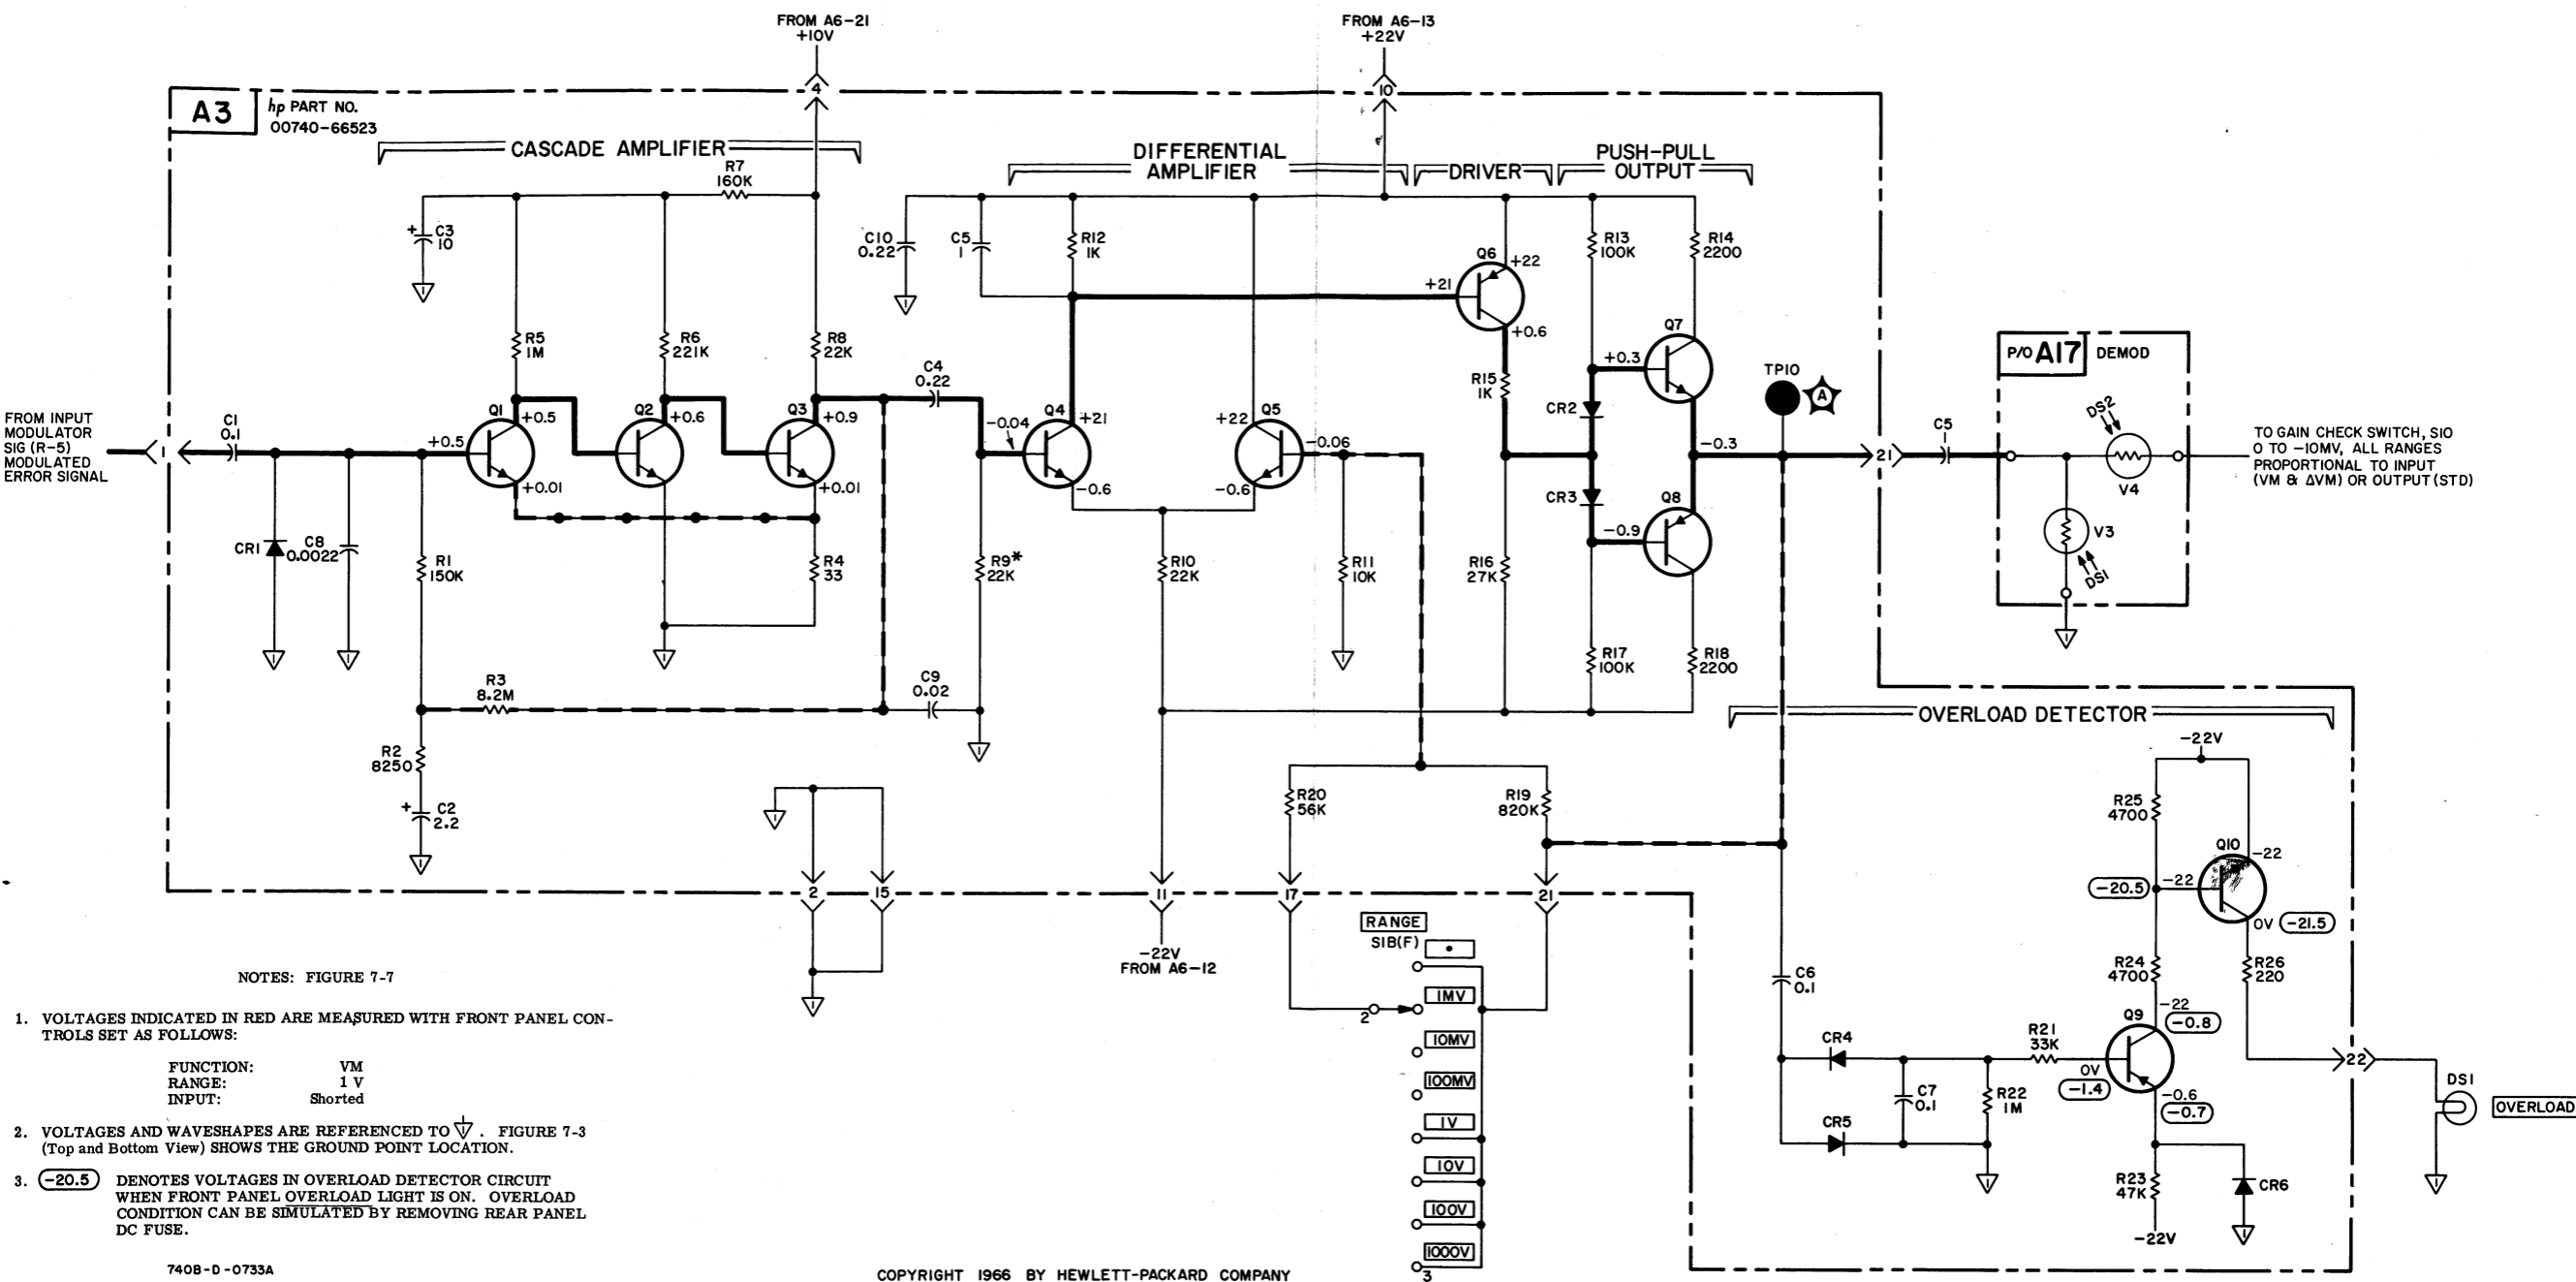 FROM A6-21
+10V
FROM A6-13
+22V
4
10
A3
hp PART NO.
00740-66523
CASCADE AMPLIFIER
DIFFERENTIAL
AMPLIFIER
DRIVER
PUSH-PULL
OUTPUT
R7
160K
+
C3
10
C10
0.22
C5
1
R12
1K
Q6
+22
+21
+0.6
R13
100K
R14
2200
R5
1M
R6
221K
R8
22K
C4
0.22
Q7
+0.3
R15
1K
CR2
TP10
A
P/O A17
DEMOD
DS2
V4
V3
DS1
FROM INPUT
MODULATOR
SIG (R-5)
MODULATED
ERROR SIGNAL
1
C1
0.1
+0.5
Q1
+0.5
+0.01
Q2
+0.6
Q3
+0.9
+0.01
-0.04
Q4
+21
-0.6
+22
Q5
-0.06
-0.6
-0.3
21
C5
1
TO GAIN CHECK SWITCH, S10
0 TO -10MV, ALL RANGES
PROPORTIONAL TO INPUT
(VM & ΔVM) OR OUTPUT (STD)
CR3
Q8
-0.9
CR1
C8
0.0022
R1
150K
R4
33
R9*
22K
R10
22K
R11
10K
R16
27K
R17
100K
R18
2200
R3
8.2M
C9
0.02
R2
8250
+
C2
2.2
OVERLOAD DETECTOR
-22V
R20
56K
R19
820K
R25
4700
Q10
-22
-20.5
-22
0V
-21.5
2
15
11
17
21
-22V
FROM A6-12
RANGE
S1B(F)
•
1MV
2
10MV
100MV
1V
10V
100V
1000V
3
C6
0.1
R24
4700
R26
220
-22
-0.8
Q9
R21
33K
CR4
0V
-1.4
C7
0.1
R22
1M
-0.6
-0.7
CR5
22
DS1
OVERLOAD
R23
47K
CR6
-22V
NOTES: FIGURE 7-7
1. VOLTAGES INDICATED IN RED ARE MEASURED WITH FRONT PANEL CON-
TROLS SET AS FOLLOWS:
FUNCTION: VM
RANGE: 1 V
INPUT: Shorted
2. VOLTAGES AND WAVESHAPES ARE REFERENCED TO . FIGURE 7-3
(Top and Bottom View) SHOWS THE GROUND POINT LOCATION.
3. -20.5 DENOTES VOLTAGES IN OVERLOAD DETECTOR CIRCUIT
WHEN FRONT PANEL OVERLOAD LIGHT IS ON. OVERLOAD
CONDITION CAN BE SIMULATED BY REMOVING REAR PANEL
DC FUSE.
740B-D-0733A
COPYRIGHT 1966 BY HEWLETT-PACKARD COMPANY